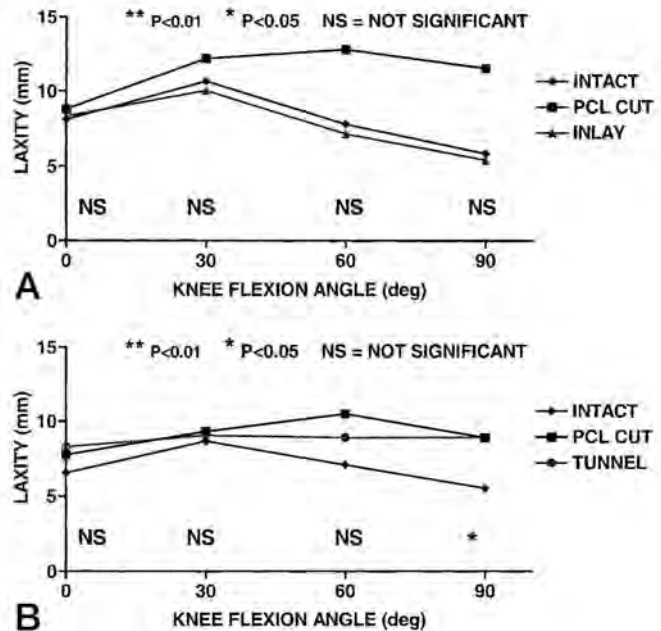 ** P<0.01 * P<0.05 NS = NOT SIGNIFICANT
15
10
5
0
LAXITY (mm)
INTACT
PCL CUT
INLAY
NS NS NS NS
0 30 60 90
KNEE FLEXION ANGLE (deg)
A
** P<0.01 * P<0.05 NS = NOT SIGNIFICANT
15
10
5
0
LAXITY (mm)
INTACT
PCL CUT
TUNNEL
NS NS NS *
0 30 60 90
KNEE FLEXION ANGLE (deg)
B